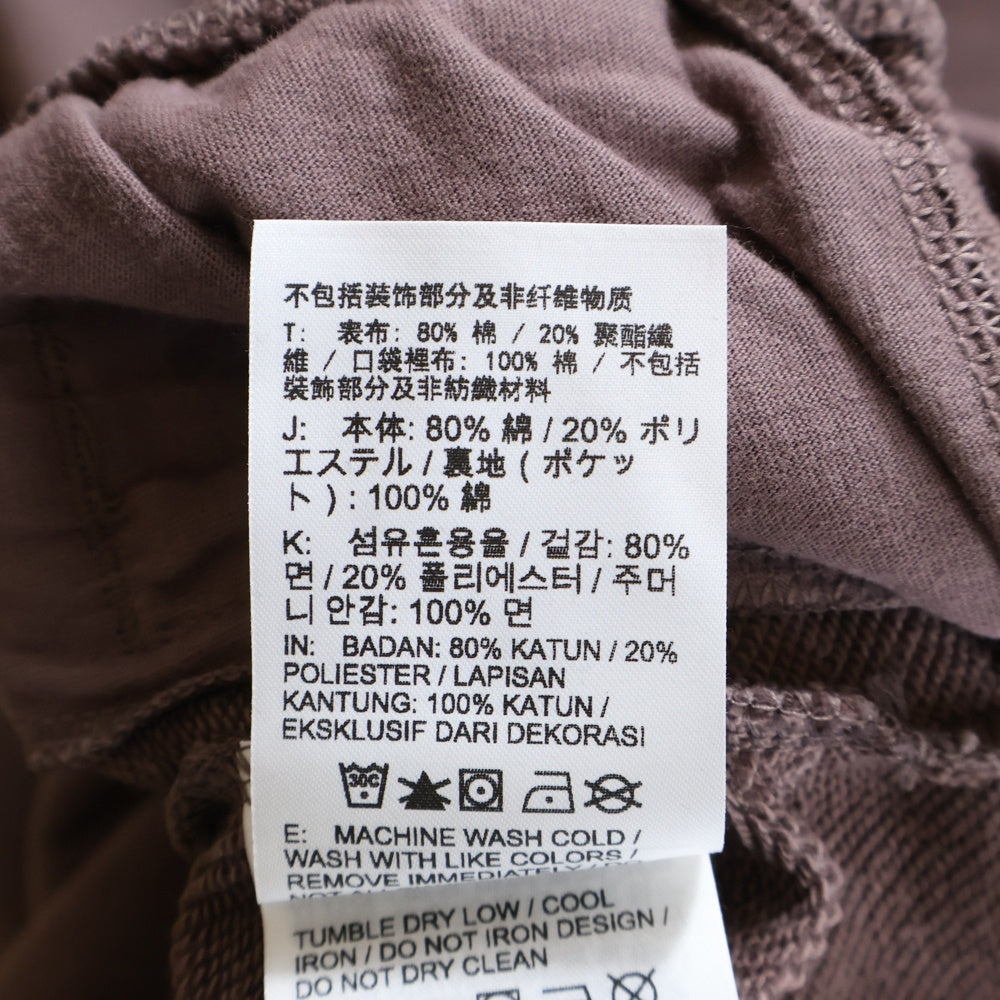 不包括装饰部分及非纤维物质
T: 表布: 80% 棉 / 20% 聚酯纖
維 / 口袋裡布: 100% 棉 / 不包括
裝飾部分及非紡織材料
J: 本体: 80% 綿 / 20% ポリ
エステル / 裏地 ( ポケッ
ト ) : 100% 綿
K: 섬유혼용율 / 겉감: 80%
면 / 20% 폴리에스터 / 주머
니 안감: 100% 면
IN: BADAN: 80% KATUN / 20%
POLIESTER / LAPISAN
KANTUNG: 100% KATUN /
EKSKLUSIF DARI DEKORASI
30C
E: MACHINE WASH COLD /
WASH WITH LIKE COLORS /
REMOVE IMMEDIATELY
TUMBLE DRY LOW / COOL
IRON / DO NOT IRON DESIGN /
DO NOT DRY CLEAN